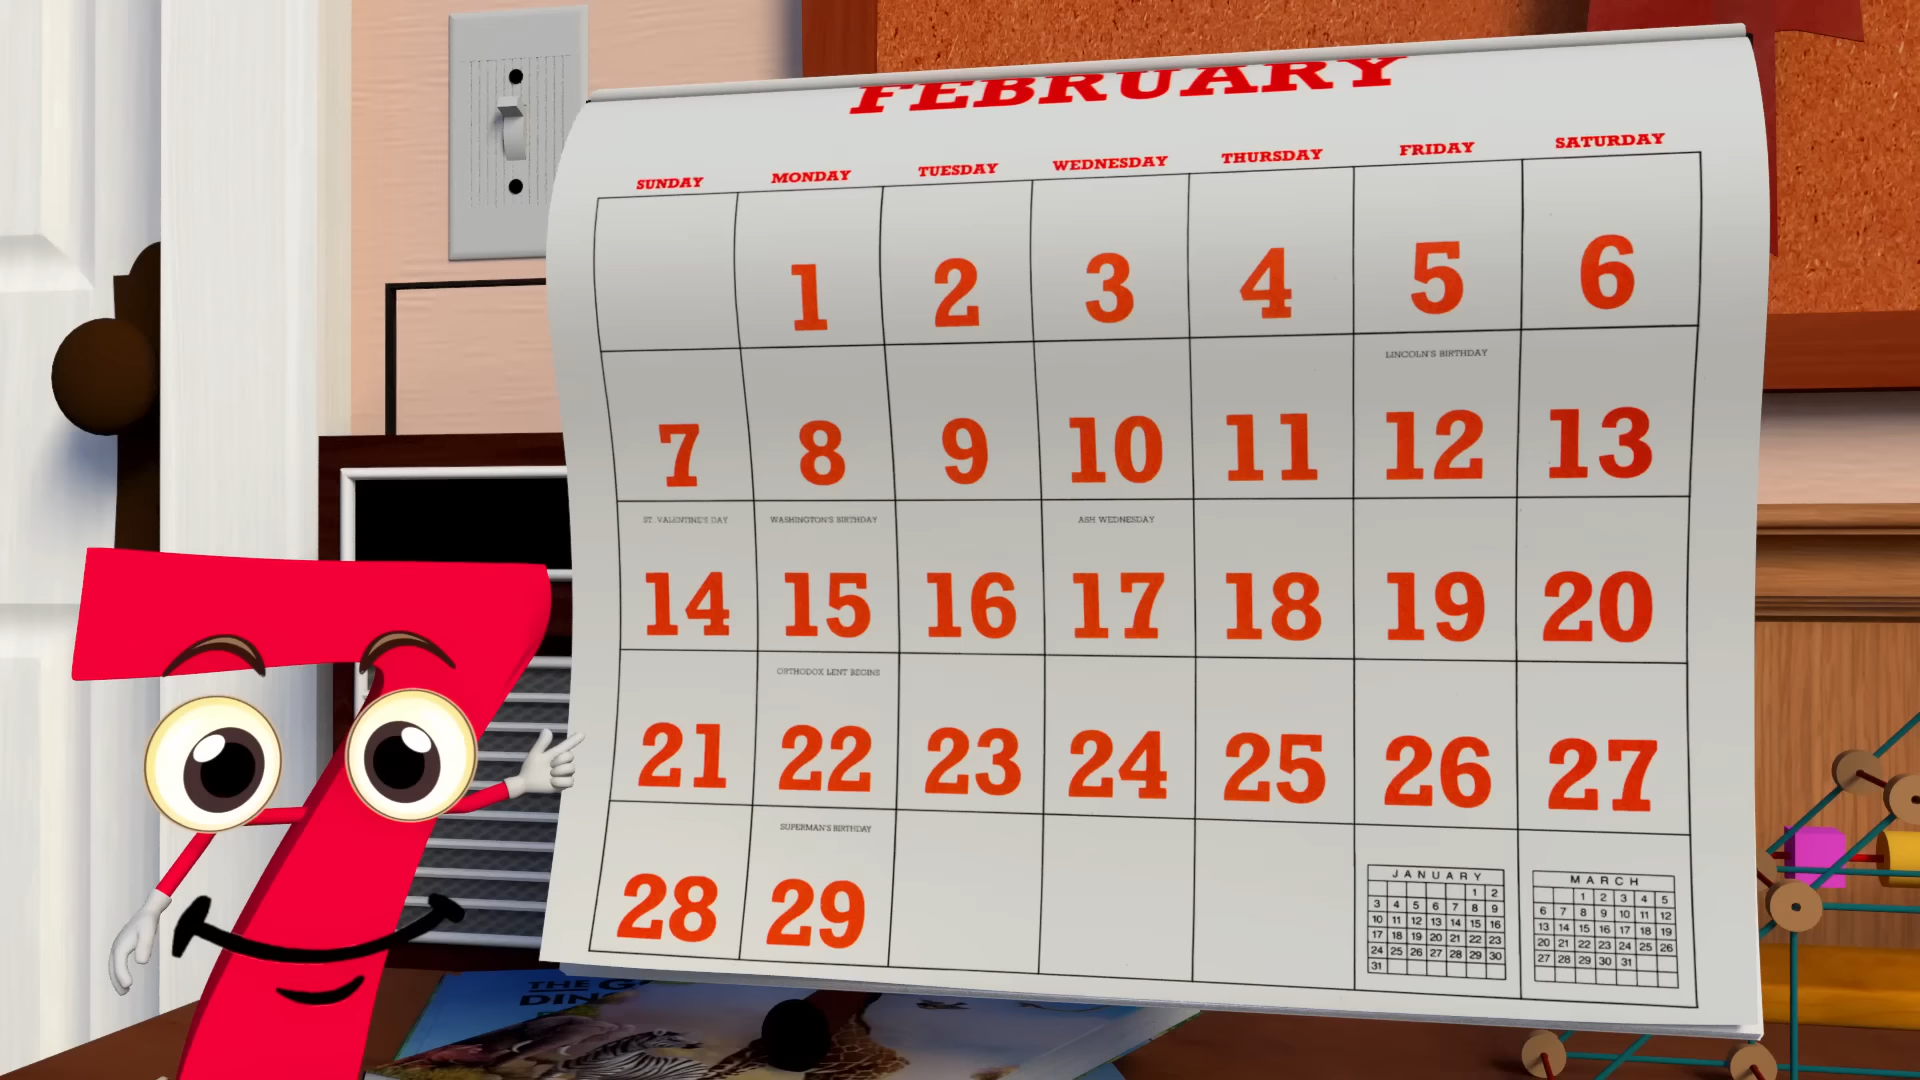 FEBRUARY
SUNDAY MONDAY TUESDAY WEDNESDAY THURSDAY FRIDAY SATURDAY
1 2 3 4 5 6
LINCOLN'S BIRTHDAY
7 8 9 10 11 12 13
ST. VALENTINE'S DAY WASHINGTON'S BIRTHDAY ASH WEDNESDAY
14 15 16 17 18 19 20
ORTHODOX LENT BEGINS
21 22 23 24 25 26 27
SUPERMAN'S BIRTHDAY
28 29
JANUARY
1 2
3 4 5 6 7 8 9
10 11 12 13 14 15 16
17 18 19 20 21 22 23
24 25 26 27 28 29 30
31
MARCH
1 2 3 4 5
6 7 8 9 10 11 12
13 14 15 16 17 18 19
20 21 22 23 24 25 26
27 28 29 30 31
THE